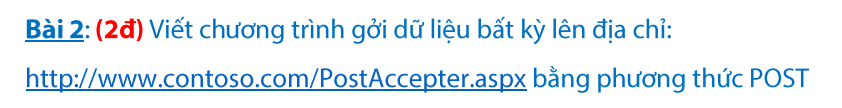 Bài 2: (2đ) Viết chương trình gởi dữ liệu bất kỳ lên địa chỉ:
http://www.contoso.com/PostAccepter.aspx bằng phương thức POST